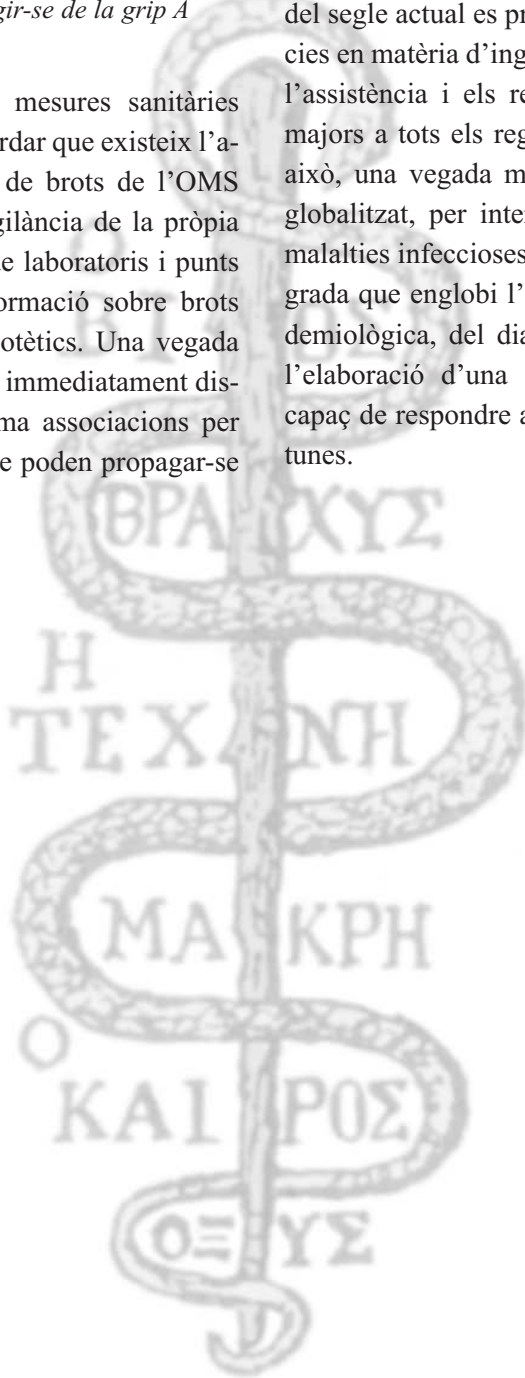 gir-se de la grip A
mesures sanitàries
rdar que existeix l’a-
de brots de l’OMS
gilància de la pròpia
de laboratoris i punts
ormació sobre brots
potètics. Una vegada
immediatament dis-
ma associacions per
e poden propagar-se
del segle actual es pr
cies en matèria d’ing
l’assistència i els re
majors a tots els reg
això, una vegada m
globalitzat, per inte
malalties infeccioses
grada que englobi l’
demiològica, del dia
l’elaboració d’una
capaç de respondre a
tunes.
ΒΡΑΧΥΣ
Η
ΤΕΧΝΗ
ΜΑΚΡΗ
Ο
ΚΑΙΡΟΣ
ΟΞΥΣ